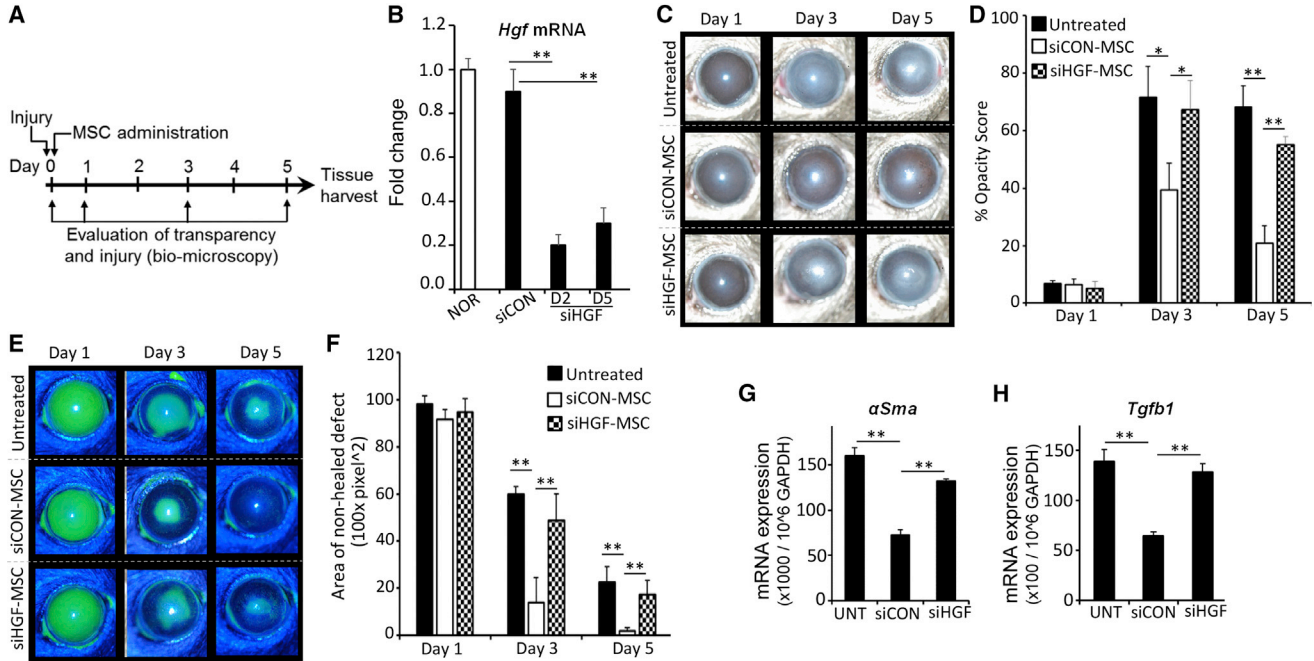 A
Injury
MSC administration
Day 0 1 2 3 4 5
Tissue
harvest
Evaluation of transparency
and injury (bio-microscopy)
B
Hgf mRNA
Fold change
1.2
1.0
0.8
0.6
0.4
0.2
0.0
**
**
NOR
siCON
D2
D5
siHGF
C
Day 1 Day 3 Day 5
Untreated
siCON-MSC
siHGF-MSC
D
% Opacity Score
100
80
60
40
20
0
Untreated
siCON-MSC
siHGF-MSC
*
*
**
**
Day 1 Day 3 Day 5
E
Day 1 Day 3 Day 5
Untreated
siCON-MSC
siHGF-MSC
F
Area of non-healed defect
(100x pixel^2)
120
100
80
60
40
20
0
Untreated
siCON-MSC
siHGF-MSC
**
**
**
**
Day 1 Day 3 Day 5
G
αSma
mRNA expression
(x1000 / 10^6 GAPDH)
150
100
50
0
**
**
UNT siCON siHGF
H
Tgfb1
mRNA expression
(x100 / 10^6 GAPDH)
150
100
50
0
**
**
UNT siCON siHGF